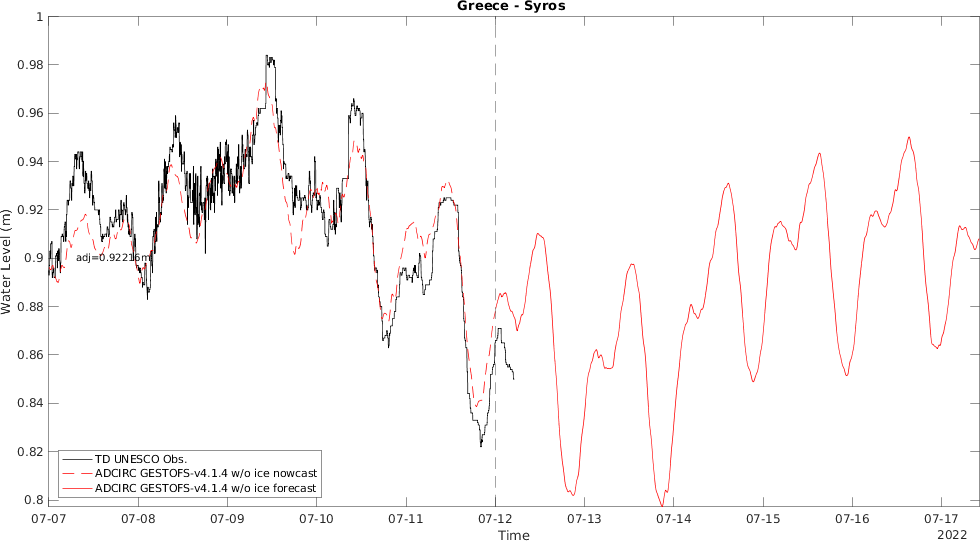 Greece - Syros
1
0.98
0.96
0.94
0.92
0.9
0.88
0.86
0.84
0.82
0.8
Water Level (m)
adj=0.92216m
TD UNESCO Obs.
ADCIRC GESTOFS-v4.1.4 w/o ice nowcast
ADCIRC GESTOFS-v4.1.4 w/o ice forecast
07-07 07-08 07-09 07-10 07-11 07-12 07-13 07-14 07-15 07-16 07-17
Time
2022